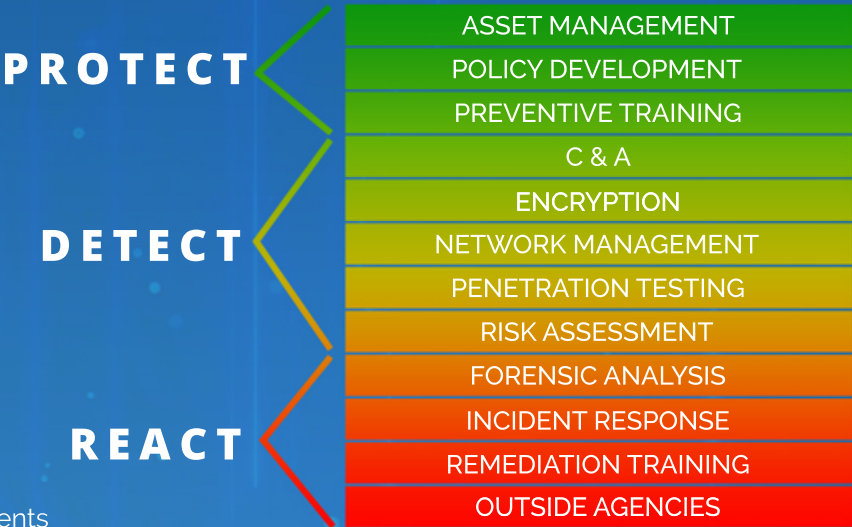 PROTECT
ASSET MANAGEMENT
POLICY DEVELOPMENT
PREVENTIVE TRAINING
DETECT
C & A
ENCRYPTION
NETWORK MANAGEMENT
PENETRATION TESTING
RISK ASSESSMENT
REACT
FORENSIC ANALYSIS
INCIDENT RESPONSE
REMEDIATION TRAINING
OUTSIDE AGENCIES